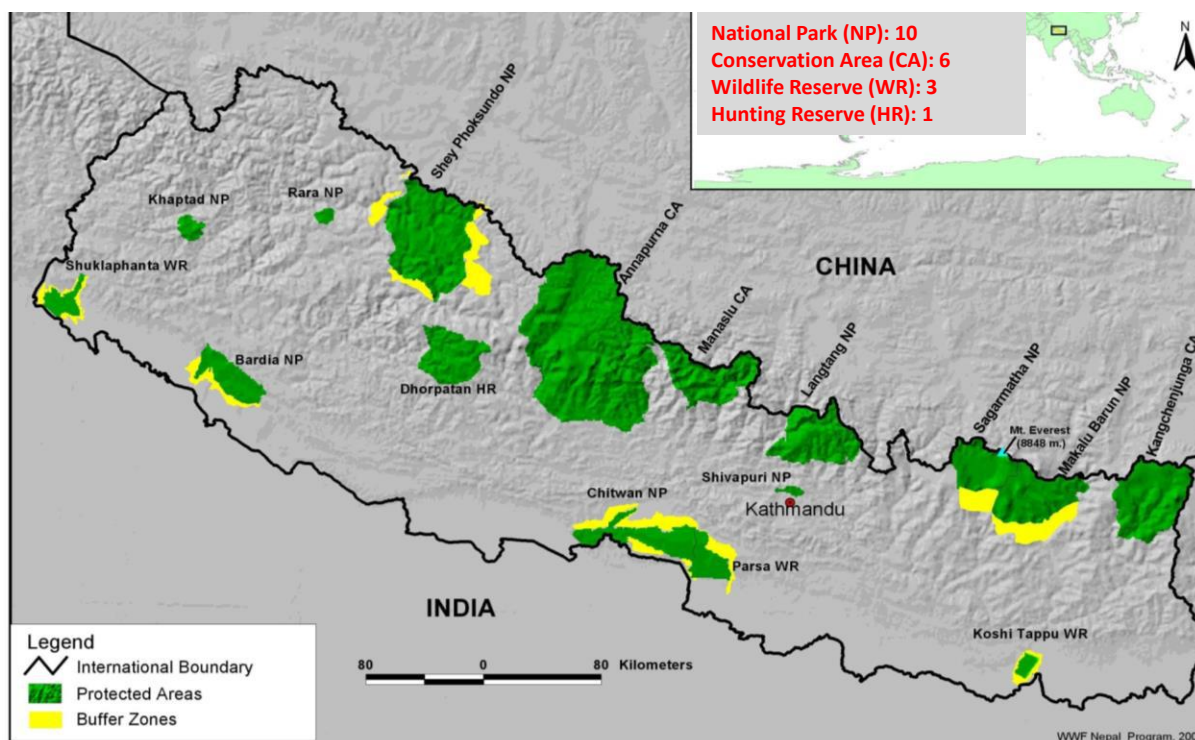 National Park (NP): 10
Conservation Area (CA): 6
Wildlife Reserve (WR): 3
Hunting Reserve (HR): 1
N
Shey Phoksundo NP
Khaptad NP
Rara NP
Shuklaphanta WR
Annapurna CA
CHINA
Manaslu CA
Bardia NP
Dhorpatan HR
Langtang NP
Sagarmatha NP
Mt. Everest
(8848 m.)
Makalu Barun NP
Kangchenjunga CA
Shivapuri NP
Chitwan NP
Kathmandu
Parsa WR
INDIA
Koshi Tappu WR
Legend
International Boundary
Protected Areas
Buffer Zones
80 0 80 Kilometers
WWF Nepal Program,